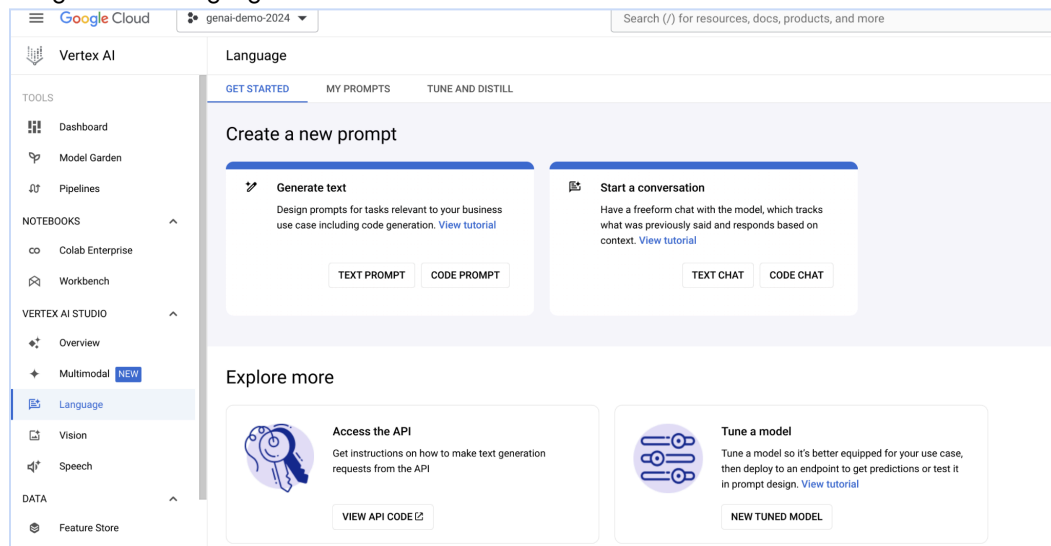 Google Cloud
genai-demo-2024
Search (/) for resources, docs, products, and more
Vertex AI
Language
TOOLS
Dashboard
Model Garden
Pipelines
NOTEBOOKS
Colab Enterprise
Workbench
VERTEX AI STUDIO
Overview
Multimodal NEW
Language
Vision
Speech
DATA
Feature Store
GET STARTED MY PROMPTS TUNE AND DISTILL
Create a new prompt
Generate text
Design prompts for tasks relevant to your business
use case including code generation. View tutorial
TEXT PROMPT CODE PROMPT
Start a conversation
Have a freeform chat with the model, which tracks
what was previously said and responds based on
context. View tutorial
TEXT CHAT CODE CHAT
Explore more
Access the API
Get instructions on how to make text generation
requests from the API
VIEW API CODE
Tune a model
Tune a model so it's better equipped for your use case,
then deploy to an endpoint to get predictions or test it
in prompt design. View tutorial
NEW TUNED MODEL